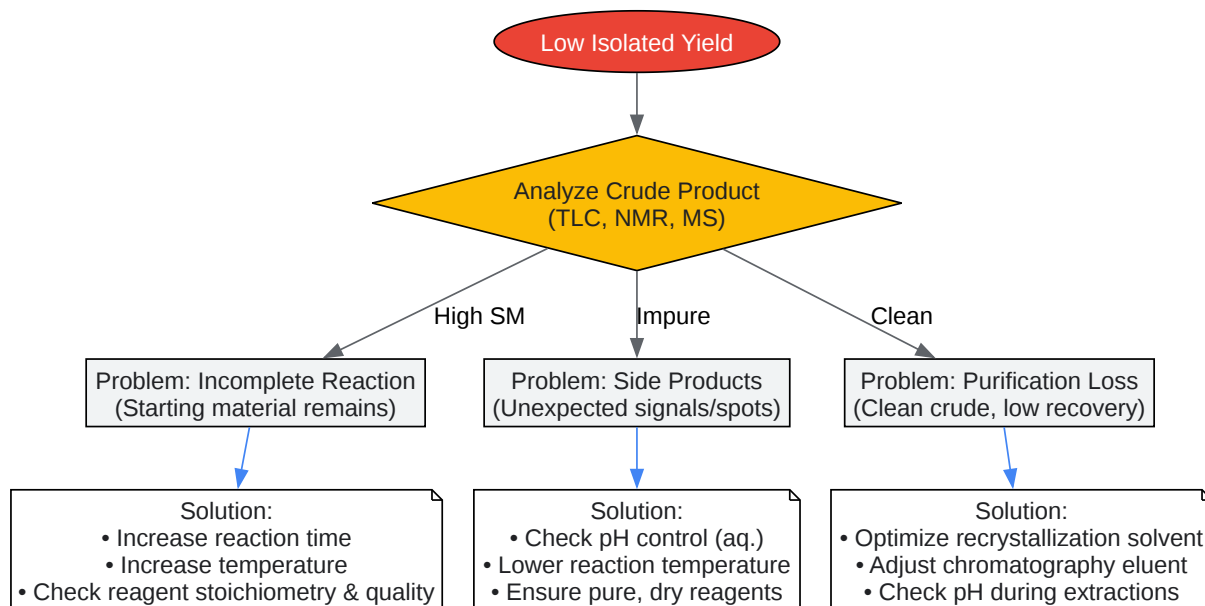 Low Isolated Yield
Analyze Crude Product
(TLC, NMR, MS)
High SM
Impure
Clean
Problem: Incomplete Reaction
(Starting material remains)
Problem: Side Products
(Unexpected signals/spots)
Problem: Purification Loss
(Clean crude, low recovery)
Solution:
• Increase reaction time
• Increase temperature
• Check reagent stoichiometry & quality
Solution:
• Check pH control (aq.)
• Lower reaction temperature
• Ensure pure, dry reagents
Solution:
• Optimize recrystallization solvent
• Adjust chromatography eluent
• Check pH during extractions